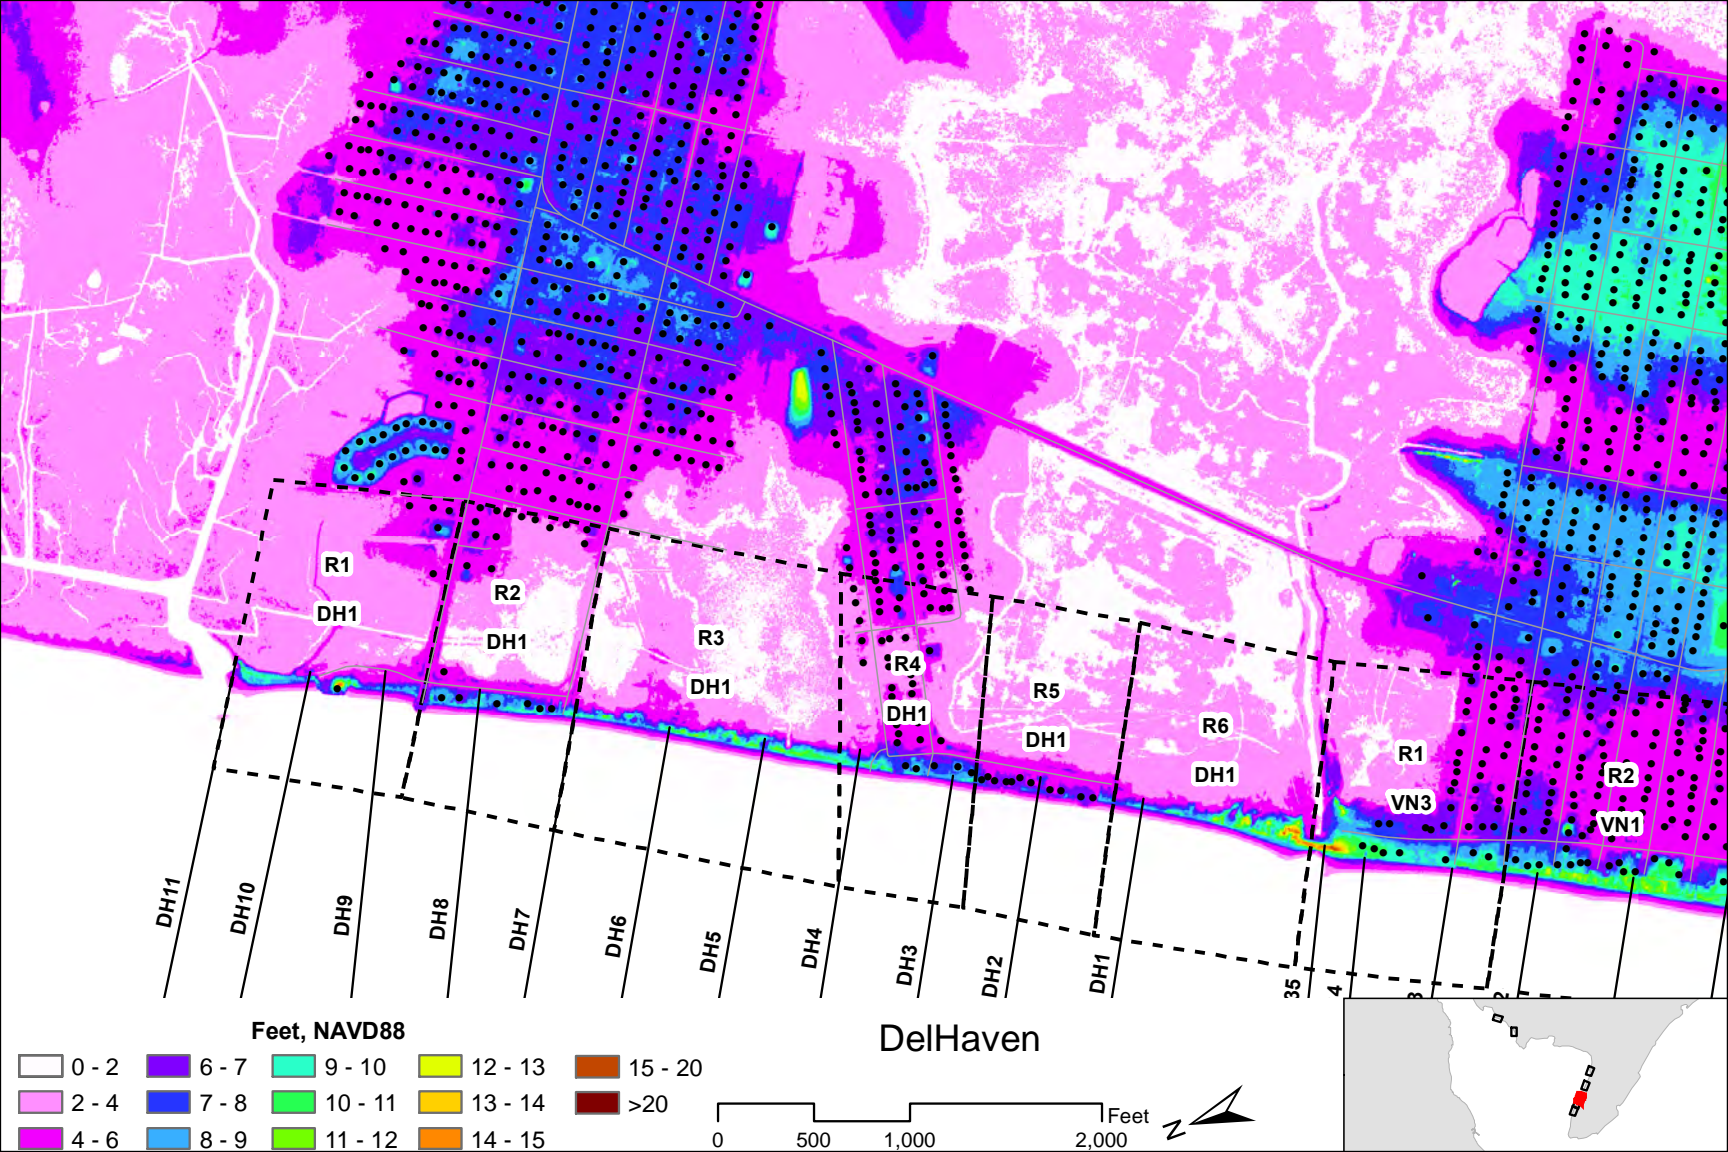 R1
DH1
R2
DH1
R3
DH1
R4
DH1
R5
DH1
R6
DH1
R1
VN3
R2
VN1
DH11
DH10
DH9
DH8
DH7
DH6
DH5
DH4
DH3
DH2
DH1
35
4
Feet, NAVD88
0 - 2
2 - 4
4 - 6
6 - 7
7 - 8
8 - 9
9 - 10
10 - 11
11 - 12
12 - 13
13 - 14
14 - 15
15 - 20
>20
DelHaven
Feet
0 500 1,000 2,000
N